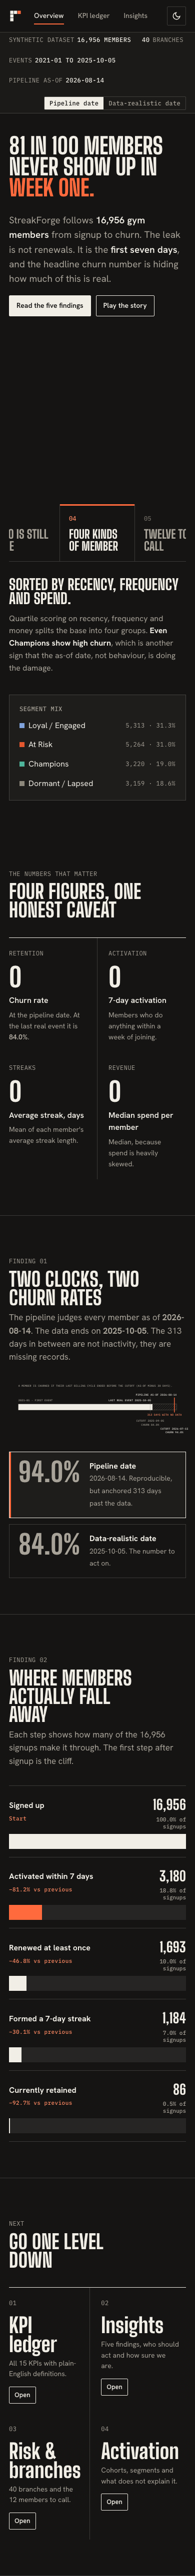 Overview KPI ledger Insights
SYNTHETIC DATASET 16,956 MEMBERS 40 BRANCHES
EVENTS 2021-01 TO 2025-10-05
PIPELINE AS-OF 2026-08-14
Pipeline date Data-realistic date
81 IN 100 MEMBERS
NEVER SHOW UP IN
WEEK ONE.
StreakForge follows 16,956 gym
members from signup to churn. The leak
is not renewals. It is the first seven days,
and the headline churn number is hiding
how much of this is real.
Read the five findings Play the story
O IS STILL
E
04
FOUR KINDS
OF MEMBER
05
TWELVE TO
CALL
SORTED BY RECENCY, FREQUENCY
AND SPEND.
Quartile scoring on recency, frequency and
money splits the base into four groups. Even
Champions show high churn, which is another
sign that the as-of date, not behaviour, is doing
the damage.
SEGMENT MIX
Loyal / Engaged 5,313 · 31.3%
At Risk 5,264 · 31.0%
Champions 3,220 · 19.0%
Dormant / Lapsed 3,159 · 18.6%
THE NUMBERS THAT MATTER
FOUR FIGURES, ONE
HONEST CAVEAT
RETENTION
0
Churn rate
At the pipeline date. At
the last real event it is
84.0%.
ACTIVATION
0
7-day activation
Members who do
anything within a
week of joining.
STREAKS
0
Average streak, days
Mean of each member's
average streak length.
REVENUE
0
Median spend per
member
Median, because
spend is heavily
skewed.
FINDING 01
TWO CLOCKS, TWO
CHURN RATES
The pipeline judges every member as of 2026-
08-14. The data ends on 2025-10-05. The 313
days in between are not inactivity, they are
missing records.
94.0%
Pipeline date
2026-08-14. Reproducible,
but anchored 313 days
past the data.
84.0%
Data-realistic date
2025-10-05. The number to
act on.
FINDING 02
WHERE MEMBERS
ACTUALLY FALL
AWAY
Each step shows how many of the 16,956
signups make it through. The first step after
signup is the cliff.
Signed up 16,956
Start 100.0% of
signups
Activated within 7 days 3,180
−81.2% vs previous 18.8% of
signups
Renewed at least once 1,693
−46.8% vs previous 10.0% of
signups
Formed a 7-day streak 1,184
−30.1% vs previous 7.0% of
signups
Currently retained 86
−92.7% vs previous 0.5% of
signups
NEXT
GO ONE LEVEL
DOWN
01
KPI
ledger
All 15 KPIs with plain-
English definitions.
Open
02
Insights
Five findings, who should
act and how sure we
are.
Open
03
Risk &
branches
40 branches and the
12 members to call.
Open
04
Activation
Cohorts, segments and
what does not explain it.
Open